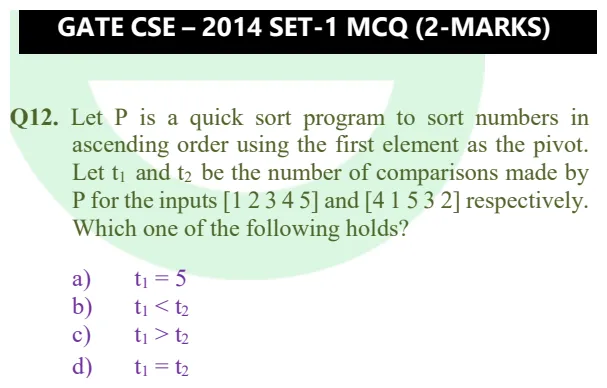 GATE CSE – 2014 SET-1 MCQ (2-MARKS)
Q12. Let P is a quick sort program to sort numbers in
ascending order using the first element as the pivot.
Let t₁ and t₂ be the number of comparisons made by
P for the inputs [1 2 3 4 5] and [4 1 5 3 2] respectively.
Which one of the following holds?
a) t₁ = 5
b) t₁ < t₂
c) t₁ > t₂
d) t₁ = t₂